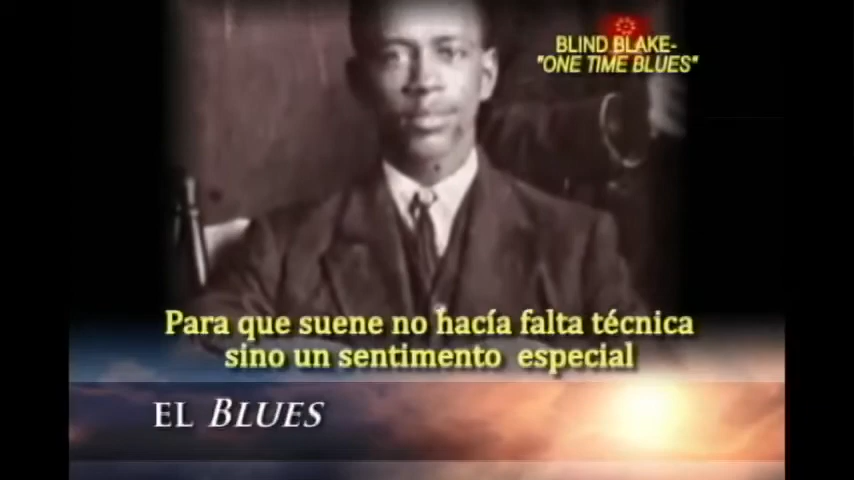 BLIND BLAKE-
"ONE TIME BLUES"
Para que suene no hacía falta técnica
sino un sentimento especial
EL BLUES